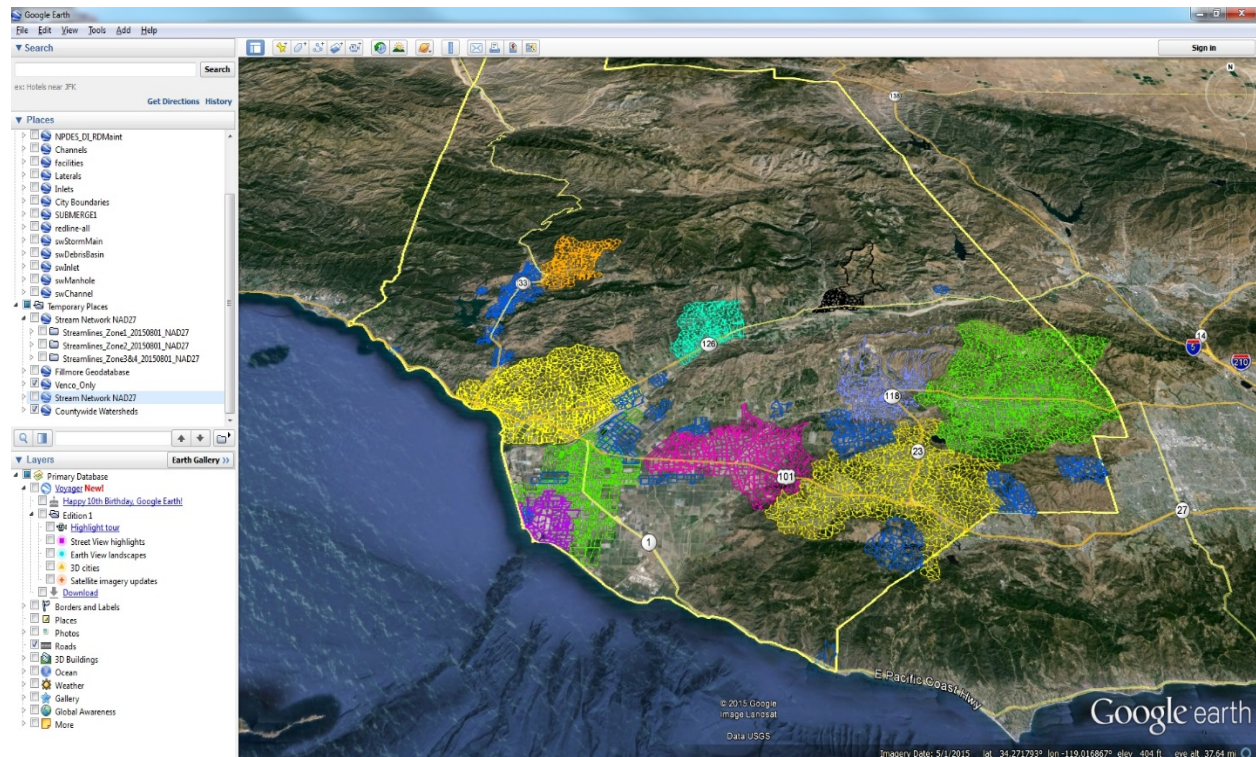 Google Earth
File Edit View Tools Add Help
Search
Search
ex: Hotels near JFK
Get Directions History
Places
NPDES_DI_RDMaint
Channels
facilities
Laterals
Inlets
City Boundaries
SUBMERGE1
redline-all
swStormMain
swDebrisBasin
swInlet
swManhole
swChannel
Temporary Places
Stream Network NAD27
Streamlines_Zone1_20150801_NAD27
Streamlines_Zone2_20150801_NAD27
Streamlines_Zone3&4_20150801_NAD27
Fillmore Geodatabase
Venco_Only
Stream Network NAD27
Countywide Watersheds
Layers
Earth Gallery >>
Primary Database
Voyager New!
Happy 10th Birthday, Google Earth!
Edition 1
Highlight tour
Street View highlights
Earth View landscapes
3D cities
Satellite imagery updates
Download
Borders and Labels
Places
Photos
Roads
3D Buildings
Ocean
Weather
Gallery
Global Awareness
More
Sign in
N
138
33
126
14
5
210
118
23
101
27
1
E Pacific Coast Hwy
© 2015 Google
Image Landsat
Data USGS
Google earth
Imagery Date: 5/1/2015 lat 34.271793° lon -119.016867° elev 404 ft eye alt 37.64 mi